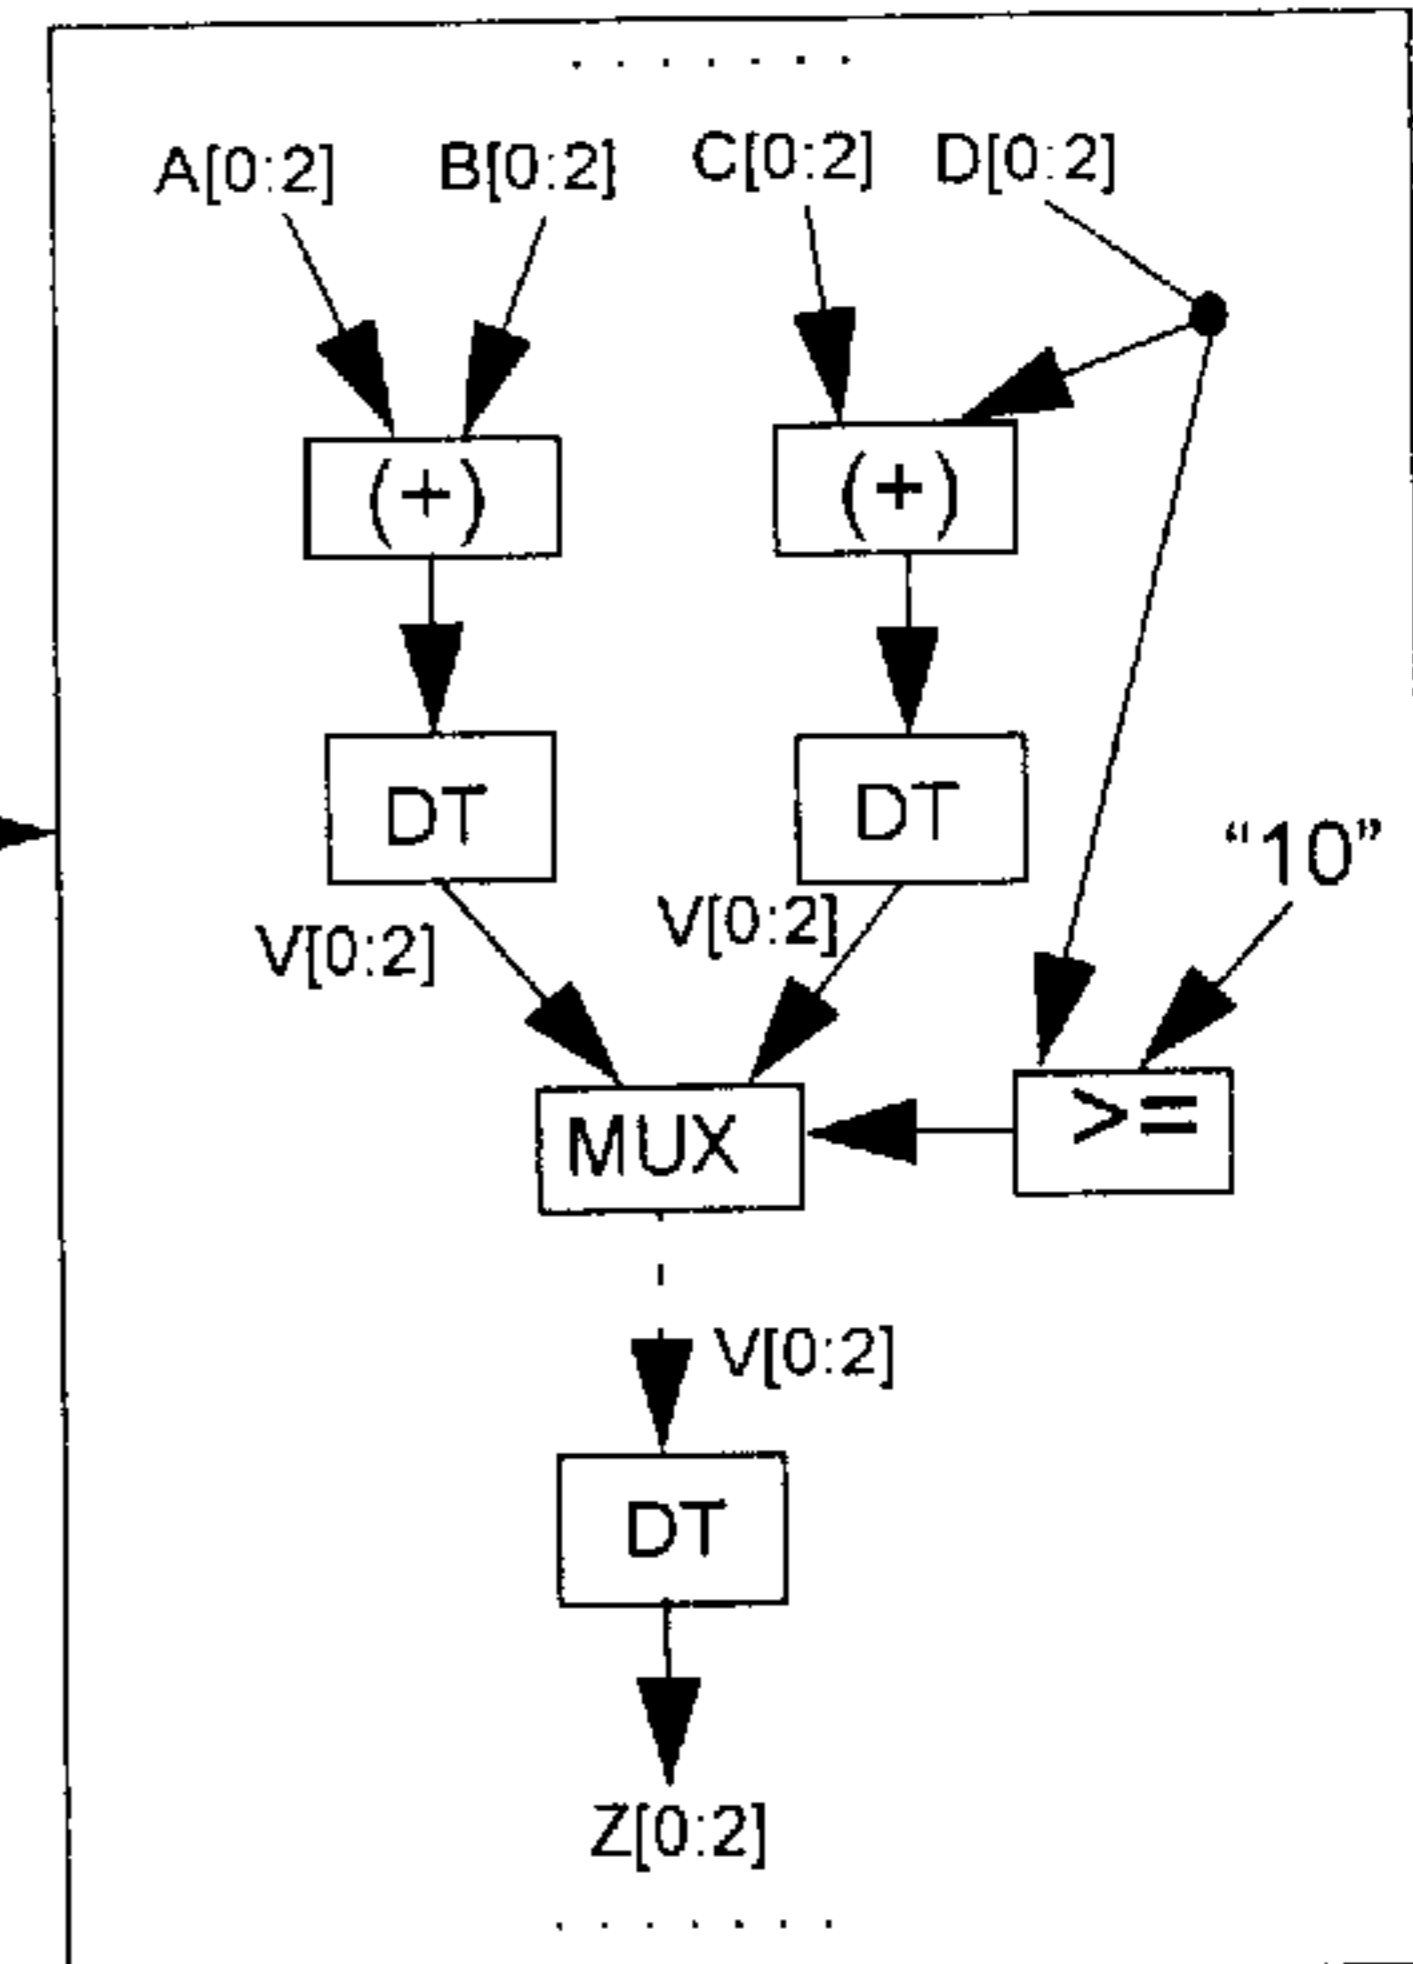 A[0:2] B[0:2] C[0:2] D[0:2]
(+) (+)
DT DT
“10”
V[0:2] V[0:2]
MUX >=
V[0:2]
DT
Z[0:2]